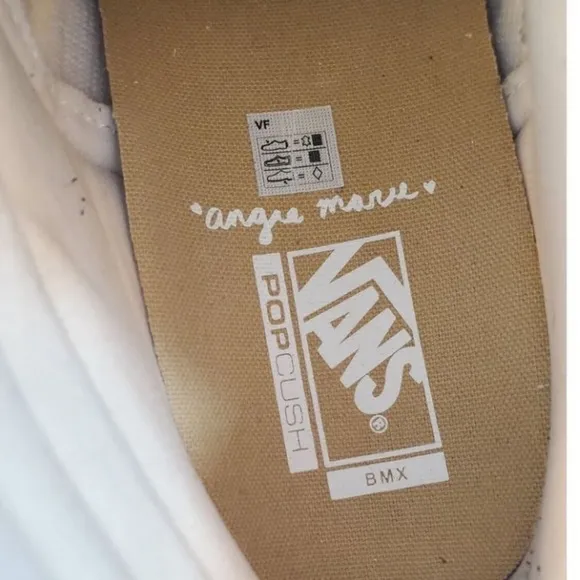 VF
angie marie
VANS®
POPCUSH
BMX